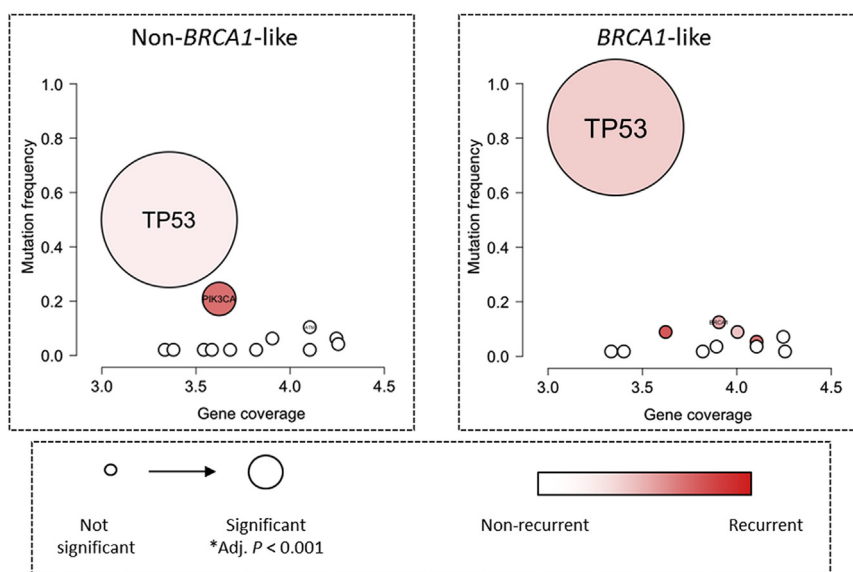 Non-BRCA1-like
1.0
0.8
0.6
0.4
0.2
0.0
Mutation frequency
TP53
PIK3CA
ATM
3.0 3.5 4.0 4.5
Gene coverage
BRCA1-like
1.0
0.8
0.6
0.4
0.2
0.0
Mutation frequency
TP53
3.0 3.5 4.0 4.5
Gene coverage
Not
significant
Significant
*Adj. P < 0.001
Non-recurrent
Recurrent